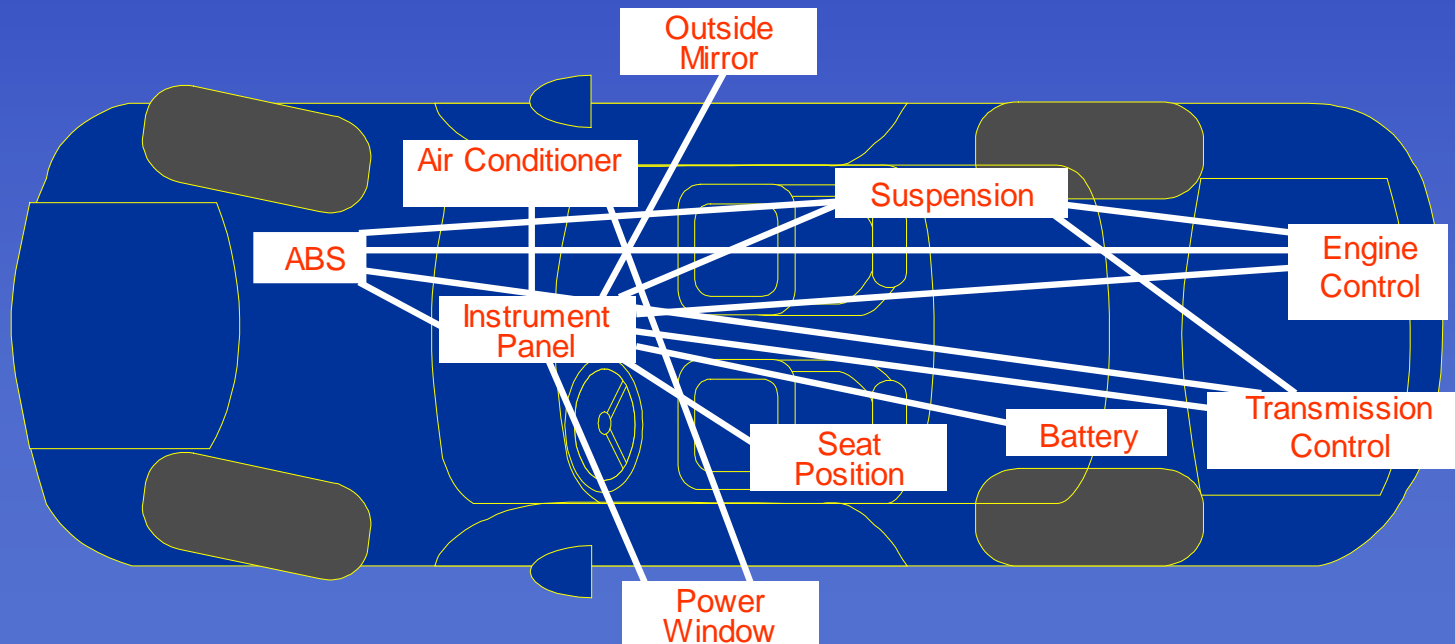 Outside
Mirror
Air Conditioner
Suspension
ABS
Engine
Control
Instrument
Panel
Transmission
Control
Battery
Seat
Position
Power
Window